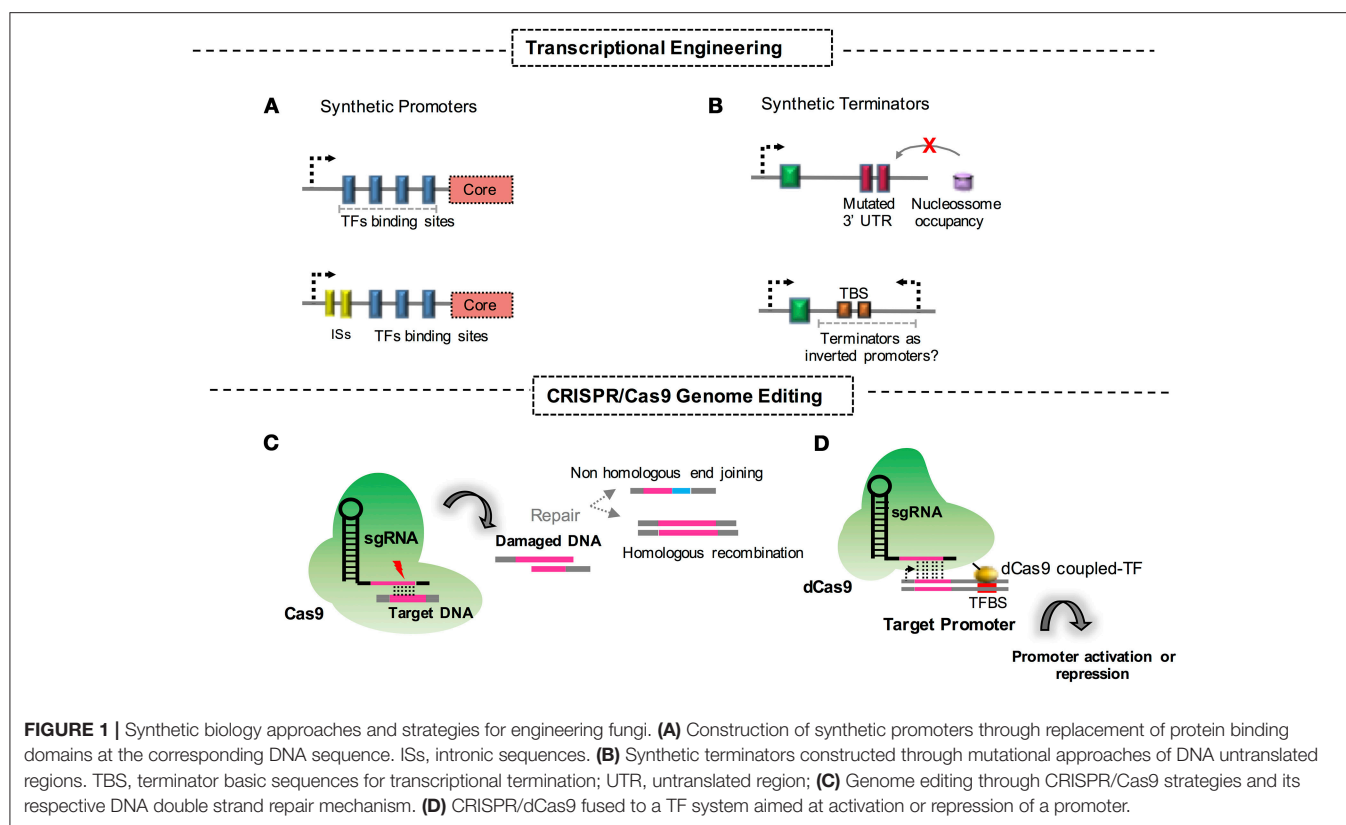 Transcriptional Engineering
A
Synthetic Promoters
Core
TFs binding sites
Core
ISs
TFs binding sites
B
Synthetic Terminators
X
Mutated
3' UTR
Nucleossome
occupancy
TBS
Terminators as
inverted promoters?
CRISPR/Cas9 Genome Editing
C
sgRNA
Cas9
Target DNA
Damaged DNA
Repair
Non homologous end joining
Homologous recombination
D
sgRNA
dCas9
dCas9 coupled-TF
TFBS
Target Promoter
Promoter activation or
repression
FIGURE 1 | Synthetic biology approaches and strategies for engineering fungi. (A) Construction of synthetic promoters through replacement of protein binding
domains at the corresponding DNA sequence. ISs, intronic sequences. (B) Synthetic terminators constructed through mutational approaches of DNA untranslated
regions. TBS, terminator basic sequences for transcriptional termination; UTR, untranslated region; (C) Genome editing through CRISPR/Cas9 strategies and its
respective DNA double strand repair mechanism. (D) CRISPR/dCas9 fused to a TF system aimed at activation or repression of a promoter.